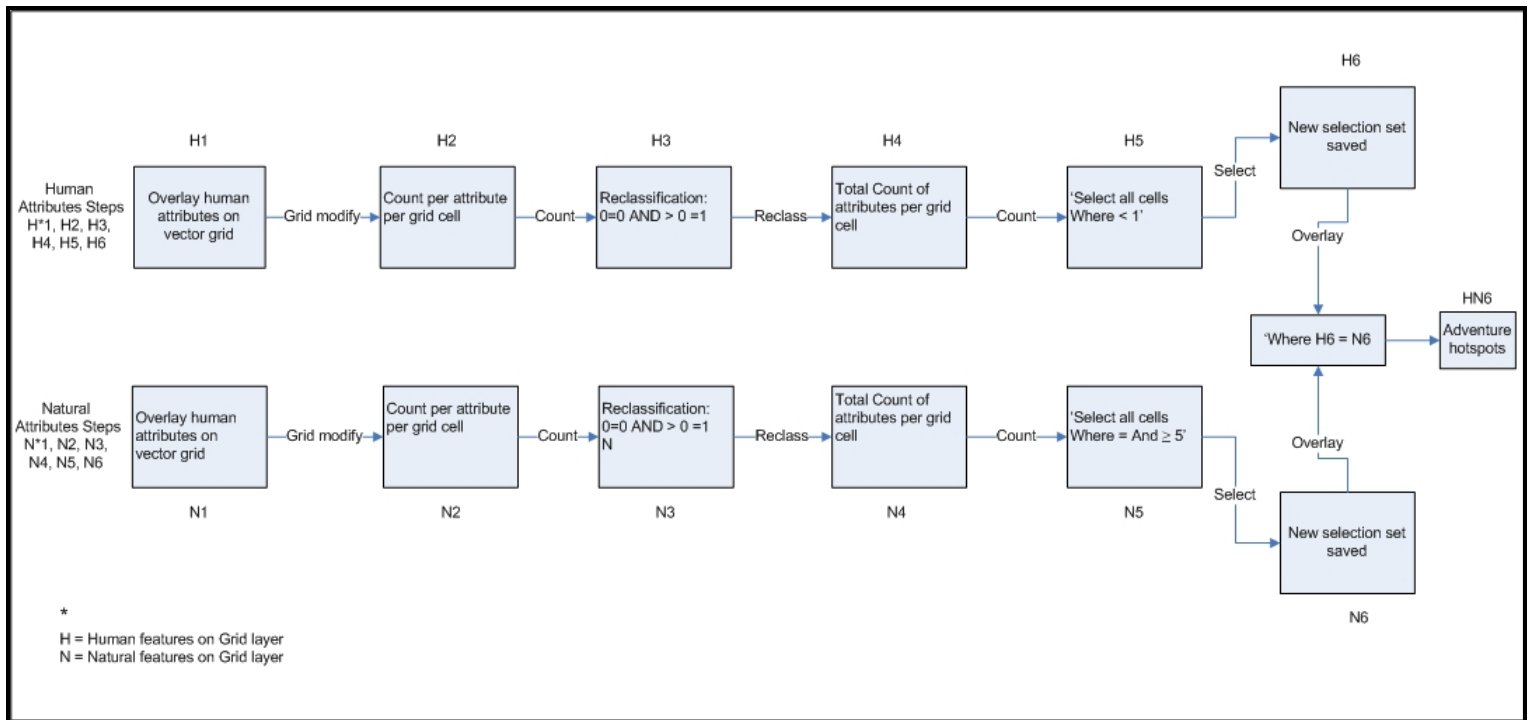 H6
New selection set
saved
H1
H2
H3
H4
H5
Human
Attributes Steps
H*1, H2, H3,
H4, H5, H6
Overlay human
attributes on
vector grid
Grid modify
Count per attribute
per grid cell
Count
Reclassification:
0=0 AND > 0 =1
Reclass
Total Count of
attributes per grid
cell
Count
‘Select all cells
Where < 1’
Select
Overlay
‘Where H6 = N6
HN6
Adventure
hotspots
Natural
Attributes Steps
N*1, N2, N3,
N4, N5, N6
Overlay human
attributes on
vector grid
Grid modify
Count per attribute
per grid cell
Count
Reclassification:
0=0 AND > 0 =1
N
Reclass
Total Count of
attributes per grid
cell
Count
‘Select all cells
Where = And ≥ 5’
Select
Overlay
New selection set
saved
N1
N2
N3
N4
N5
N6
*
H = Human features on Grid layer
N = Natural features on Grid layer